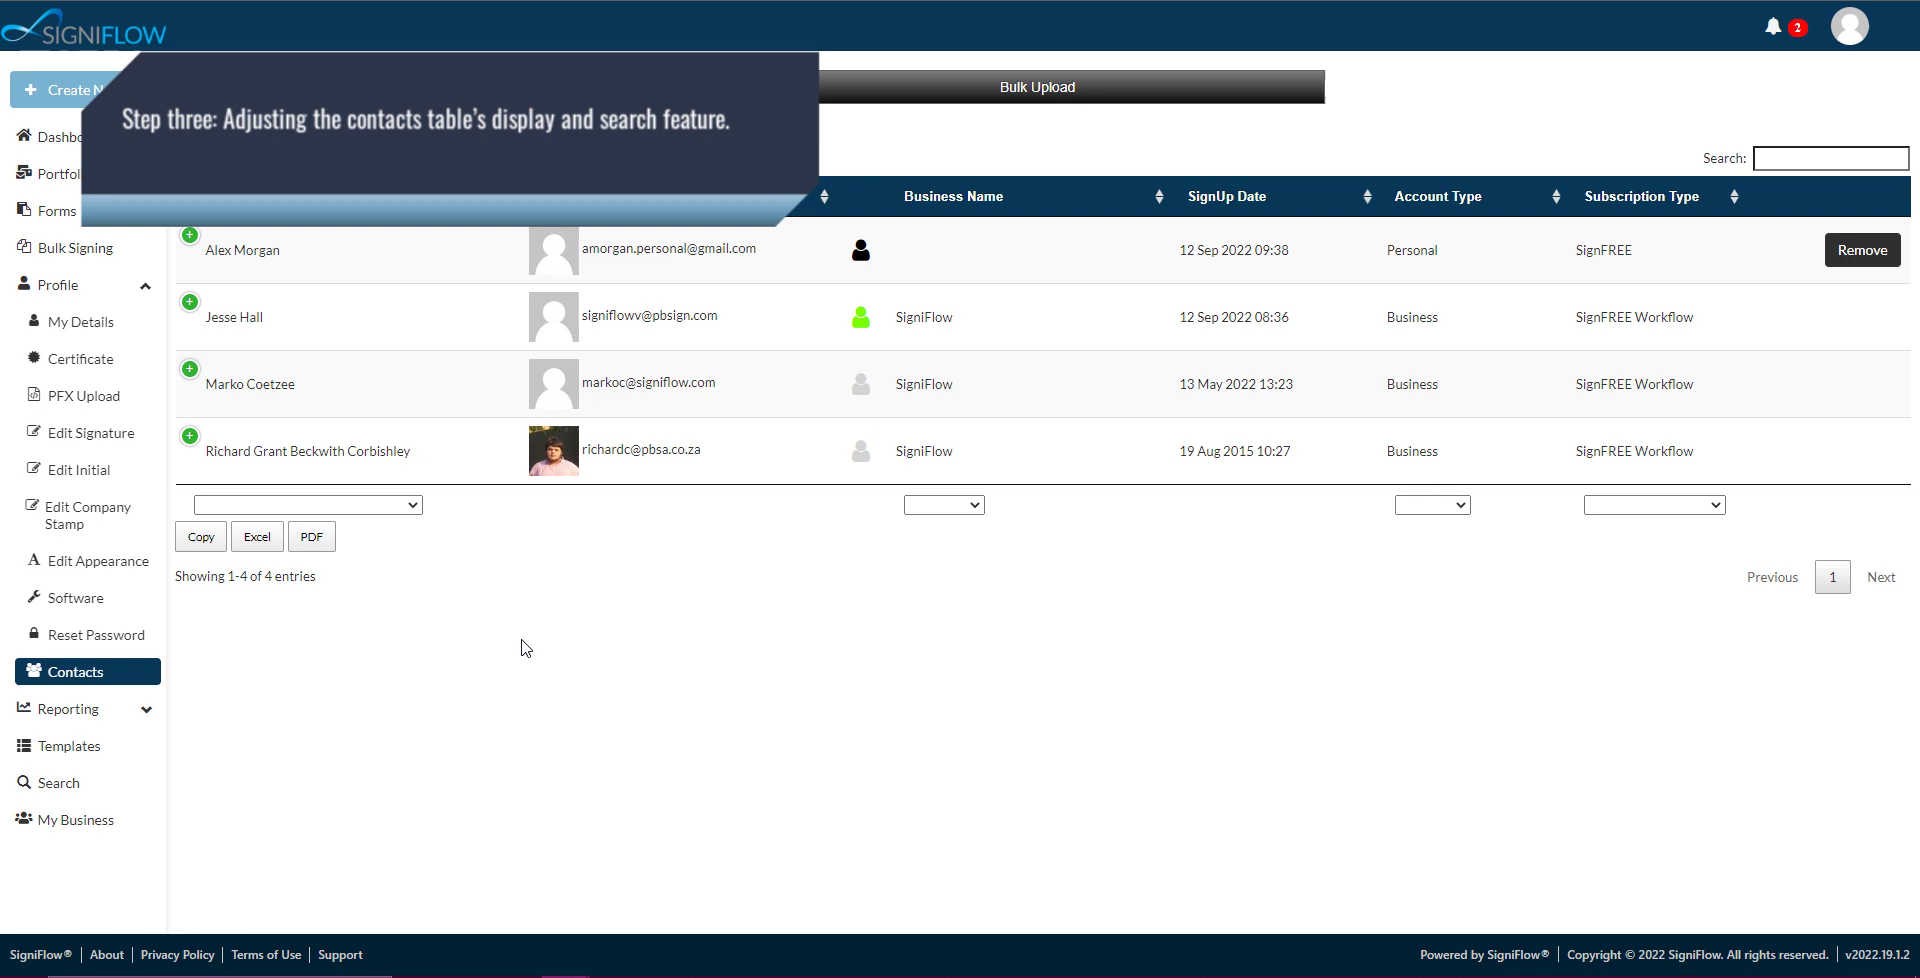 SIGNIFLOW
2
Create N
Step three: Adjusting the contacts table's display and search feature.
Bulk Upload
Search:
Business Name
SignUp Date
Account Type
Subscription Type
Alex Morgan
amorgan.personal@gmail.com
12 Sep 2022 09:38
Personal
SignFREE
Remove
Jesse Hall
signiflowv@pbsign.com
SigniFlow
12 Sep 2022 08:36
Business
SignFREE Workflow
Marko Coetzee
markoc@signiflow.com
SigniFlow
13 May 2022 13:23
Business
SignFREE Workflow
Richard Grant Beckwith Corbishley
richardc@pbsa.co.za
SigniFlow
19 Aug 2015 10:27
Business
SignFREE Workflow
Copy
Excel
PDF
Showing 1-4 of 4 entries
Previous
1
Next
Dashbo
Portfol
Forms
Bulk Signing
Profile
My Details
Certificate
PFX Upload
Edit Signature
Edit Initial
Edit Company
Stamp
Edit Appearance
Software
Reset Password
Contacts
Reporting
Templates
Search
My Business
SigniFlow® | About | Privacy Policy | Terms of Use | Support
Powered by SigniFlow® | Copyright © 2022 SigniFlow. All rights reserved. | v2022.19.1.2